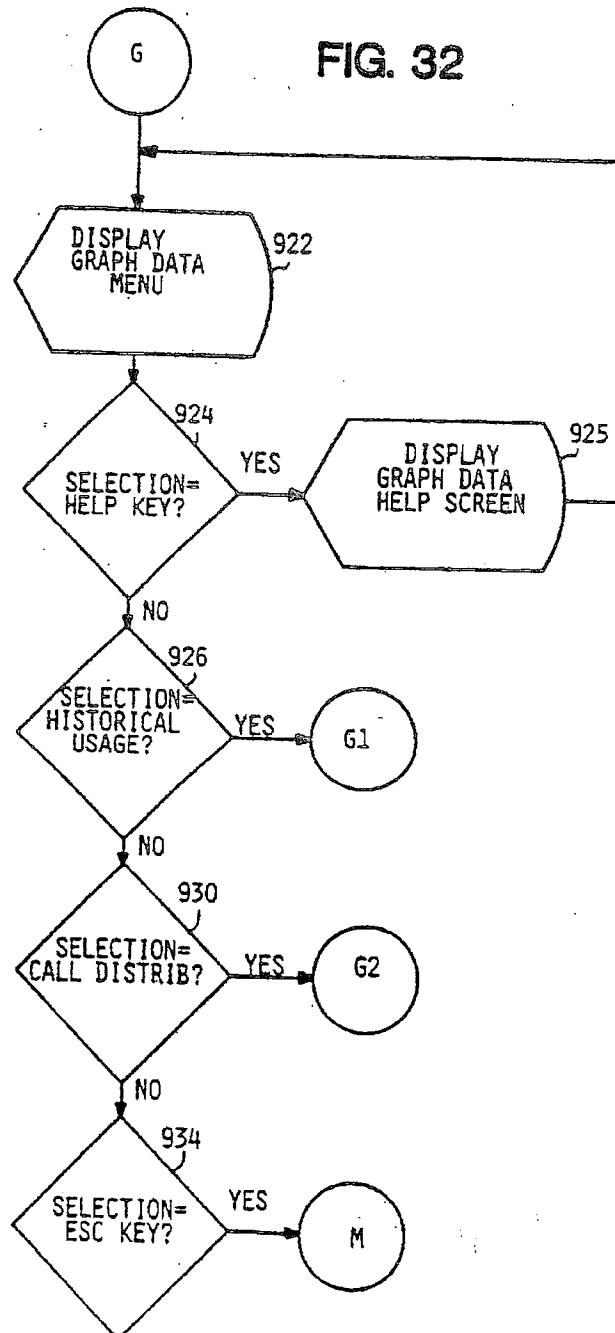 G
FIG. 32
DISPLAY
GRAPH DATA
MENU
922
924
SELECTION=
HELP KEY?
YES
DISPLAY
GRAPH DATA
HELP SCREEN
925
NO
926
SELECTION=
HISTORICAL
USAGE?
YES
G1
NO
930
SELECTION=
CALL DISTRIB?
YES
G2
NO
934
SELECTION=
ESC KEY?
YES
M